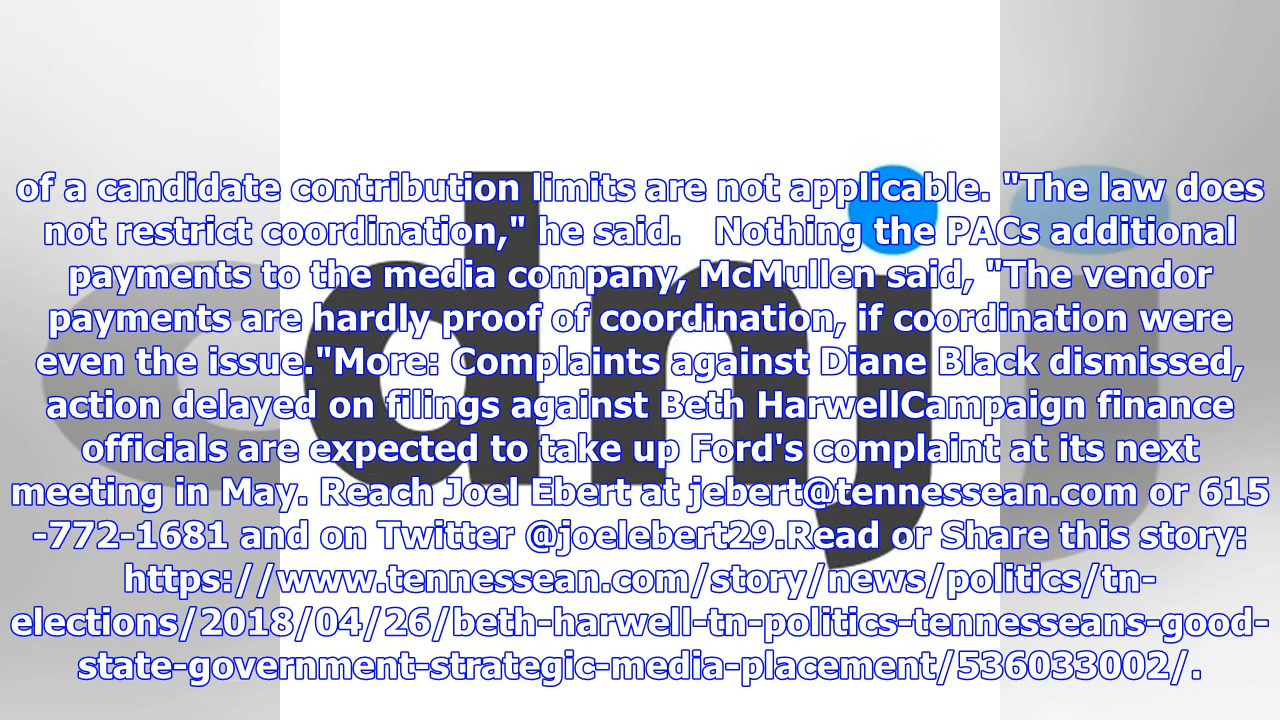 of a candidate contribution limits are not applicable. "The law does
not restrict coordination," he said.   Nothing the PACs additional
payments to the media company, McMullen said, "The vendor
payments are hardly proof of coordination, if coordination were
even the issue."More: Complaints against Diane Black dismissed,
action delayed on filings against Beth HarwellCampaign finance
officials are expected to take up Ford's complaint at its next
meeting in May. Reach Joel Ebert at jebert@tennessean.com or 615
-772-1681 and on Twitter @joelebert29.Read or Share this story:
https://www.tennessean.com/story/news/politics/tn-
elections/2018/04/26/beth-harwell-tn-politics-tennesseans-good-
state-government-strategic-media-placement/536033002/.
dnj